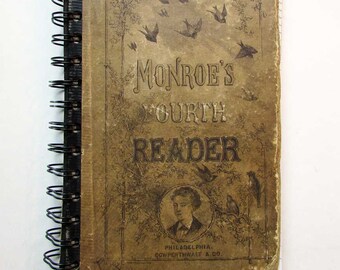 MONROE'S
FOURTH
READER
PHILADELPHIA:
COWPERTHWAIT & CO.